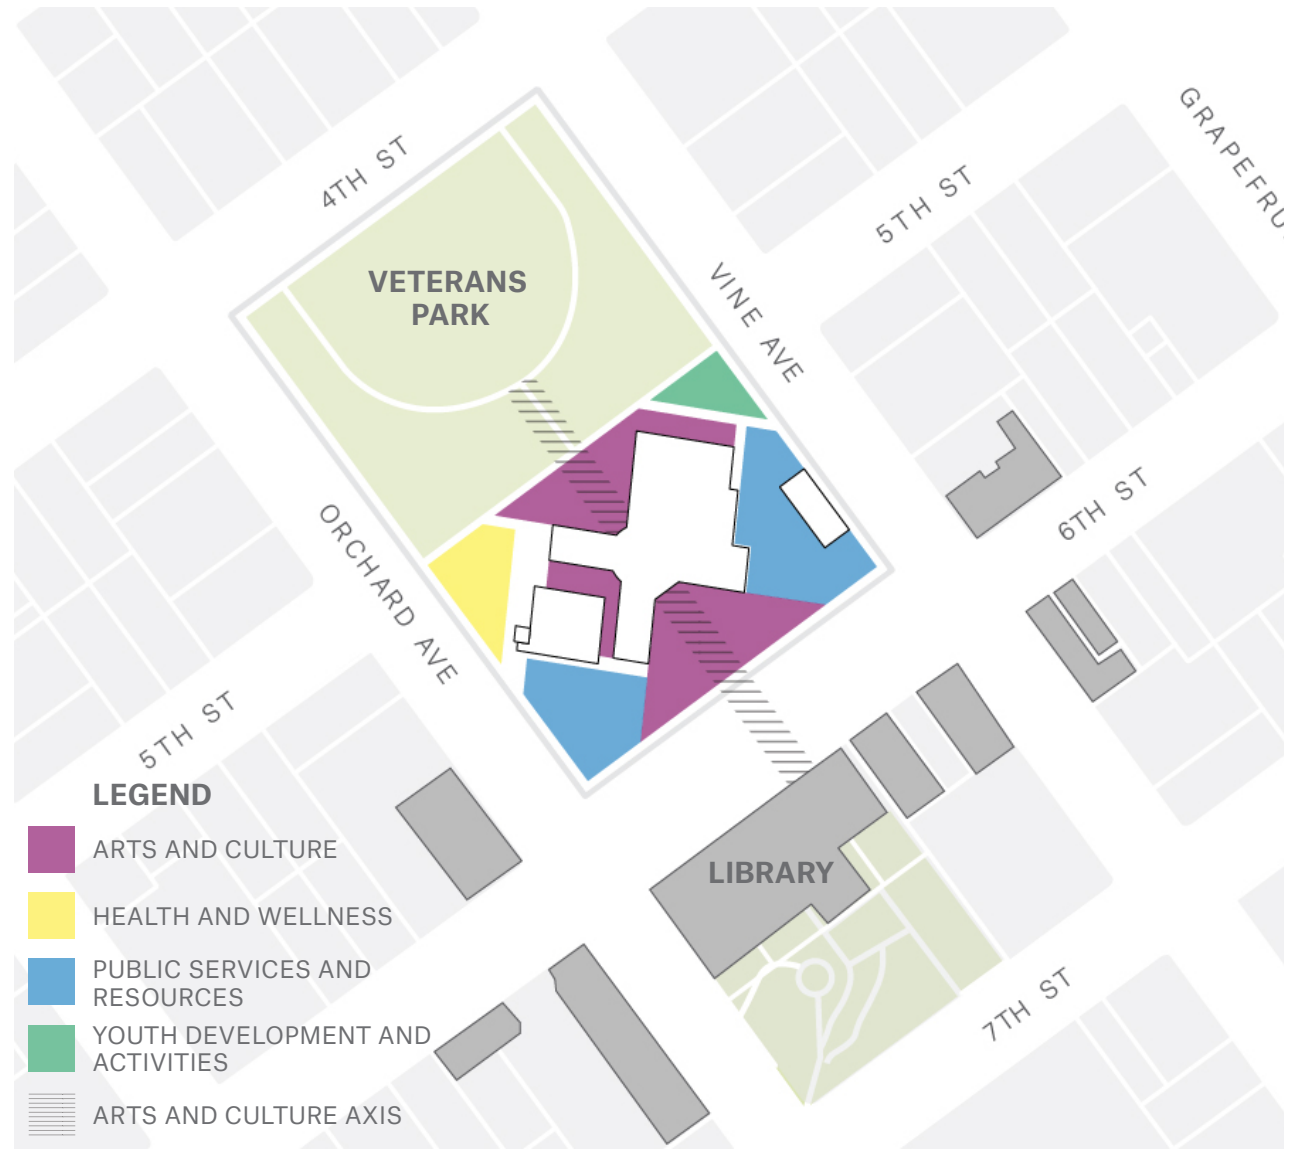 4TH ST
VETERANS
PARK
VINE AVE
5TH ST
GRAPEFRU
ORCHARD AVE
6TH ST
5TH ST
LIBRARY
7TH ST
LEGEND
ARTS AND CULTURE
HEALTH AND WELLNESS
PUBLIC SERVICES AND
RESOURCES
YOUTH DEVELOPMENT AND
ACTIVITIES
ARTS AND CULTURE AXIS